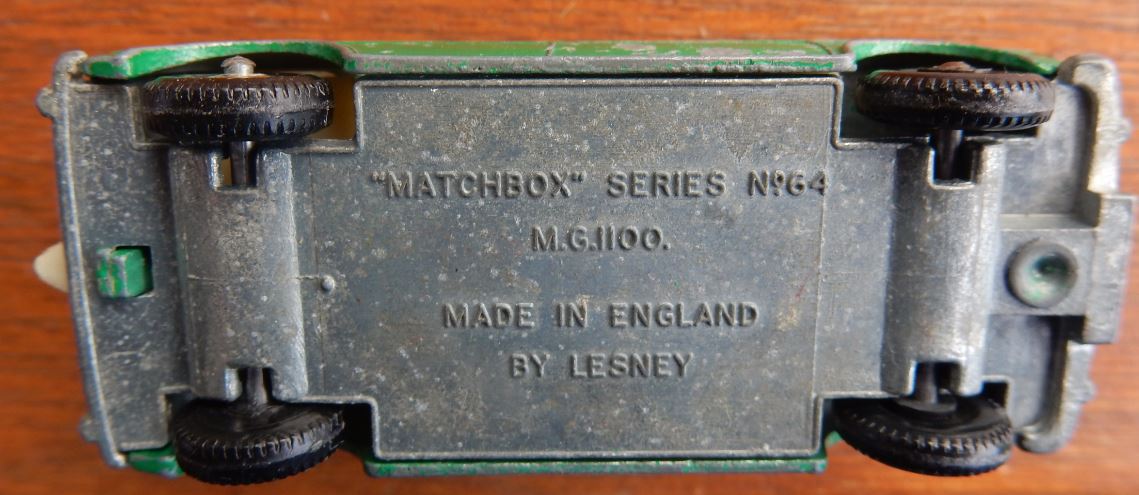 "MATCHBOX" SERIES Nº64
M.G.1100.
MADE IN ENGLAND
BY LESNEY